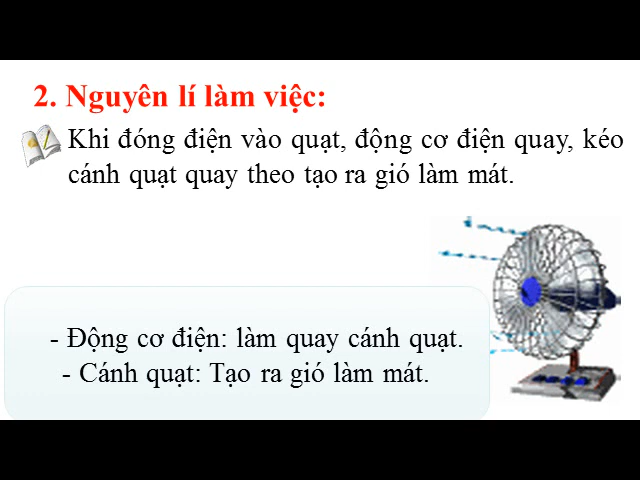 2. Nguyên lí làm việc:
Khi đóng điện vào quạt, động cơ điện quay, kéo
cánh quạt quay theo tạo ra gió làm mát.
- Động cơ điện: làm quay cánh quạt.
- Cánh quạt: Tạo ra gió làm mát.